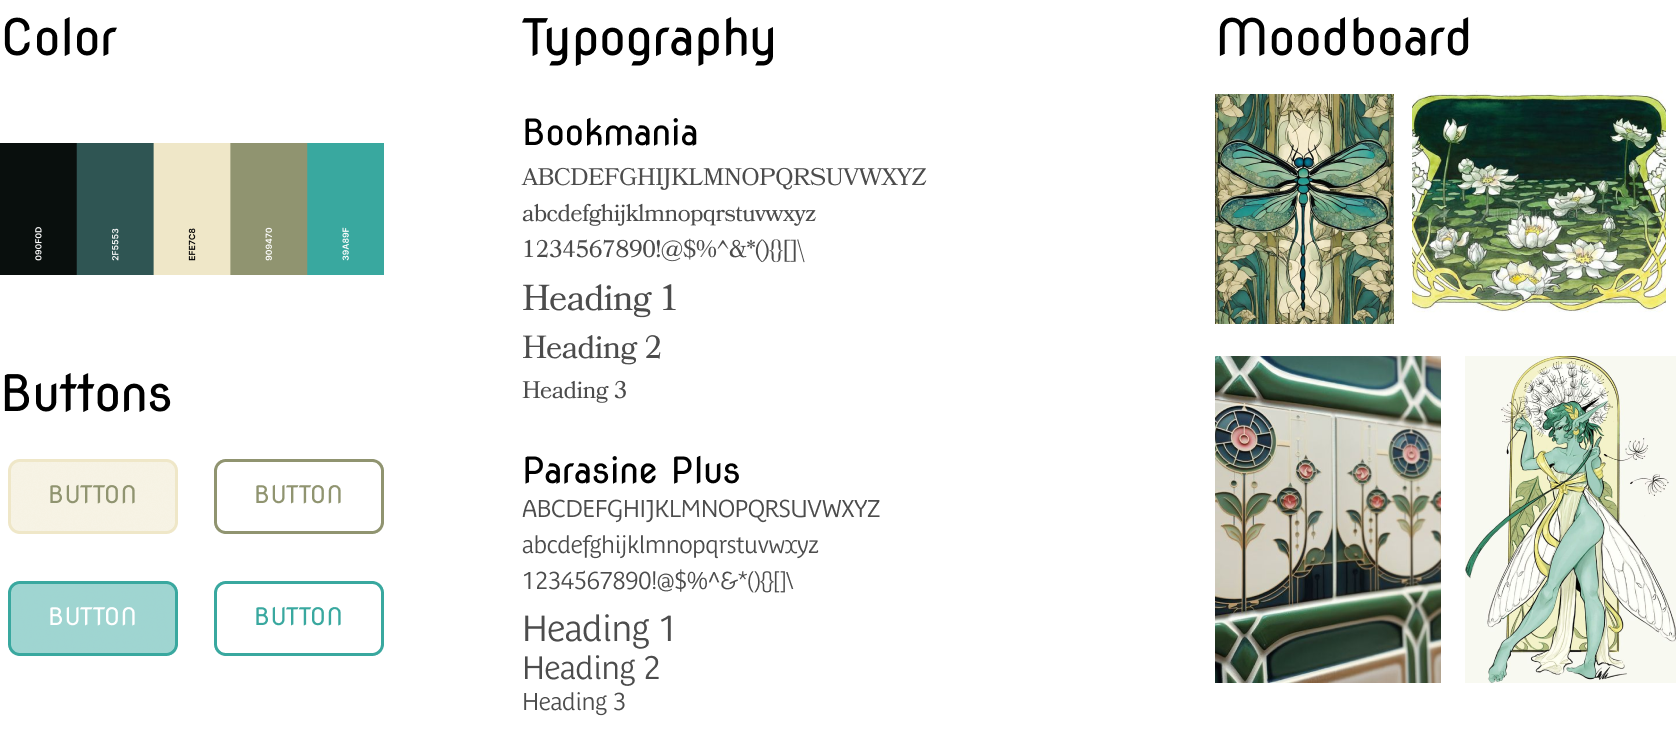 Color
090F0D
2F5553
EFE7C8
909470
39A89F
Buttons
BUTTON
BUTTON
BUTTON
BUTTON
Typography
Bookmania
ABCDEFGHIJKLMNOPQRSUVWXYZ
abcdefghijklmnopqrstuvwxyz
1234567890!@$%^&*(){}[]\
Heading 1
Heading 2
Heading 3
Parasine Plus
ABCDEFGHIJKLMNOPQRSUVWXYZ
abcdefghijklmnopqrstuvwxyz
1234567890!@$%^&*(){}[]\
Heading 1
Heading 2
Heading 3
Moodboard